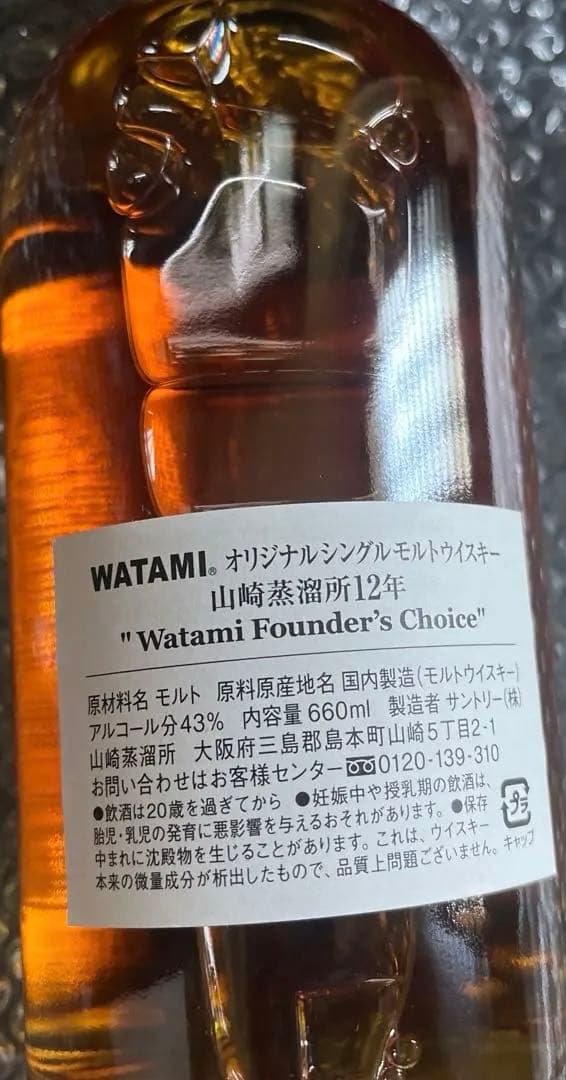 WATAMI® オリジナルシングルモルトウイスキー
山崎蒸溜所12年
"Watami Founder's Choice"
原材料名 モルト 原料原産地名 国内製造(モルトウイスキー)
アルコール分43% 内容量 660ml 製造者 サントリー(株)
山崎蒸溜所 大阪府三島郡島本町山崎5丁目2-1
お問い合わせはお客様センター 0120-139-310
●飲酒は20歳を過ぎてから ●妊娠中や授乳期の飲酒は、
胎児・乳児の発育に悪影響を与えるおそれがあります。●保存
中まれに沈殿物を生じることがあります。これは、ウイスキー
本来の微量成分が析出したもので、品質上問題ございません。 キャップ
プラ